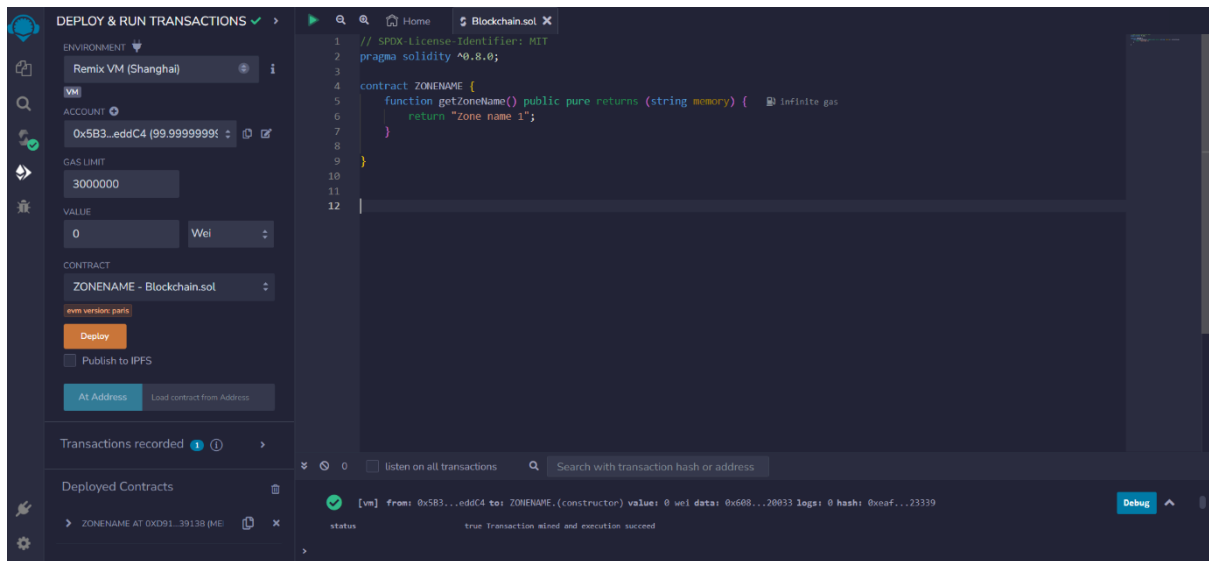 DEPLOY & RUN TRANSACTIONS
ENVIRONMENT
Remix VM (Shanghai)
VM
ACCOUNT
0x5B3...eddC4 (99.99999999
GAS LIMIT
3000000
VALUE
0 Wei
CONTRACT
ZONENAME - Blockchain.sol
evm version: paris
Deploy
Publish to IPFS
At Address Load contract from Address
Transactions recorded 1 i
Deployed Contracts
ZONENAME AT 0XD91...39138 (ME
Home Blockchain.sol
1 // SPDX-License-Identifier: MIT
2 pragma solidity ^0.8.0;
3
4 contract ZONENAME {
5 function getZoneName() public pure returns (string memory) { infinite gas
6 return "Zone name 1";
7 }
8
9 }
10
11
12
0 listen on all transactions Search with transaction hash or address
[vm] from: 0x5B3...eddC4 to: ZONENAME.(constructor) value: 0 wei data: 0x608...20033 logs: 0 hash: 0xeaf...23339 Debug
status true Transaction mined and execution succeed
>